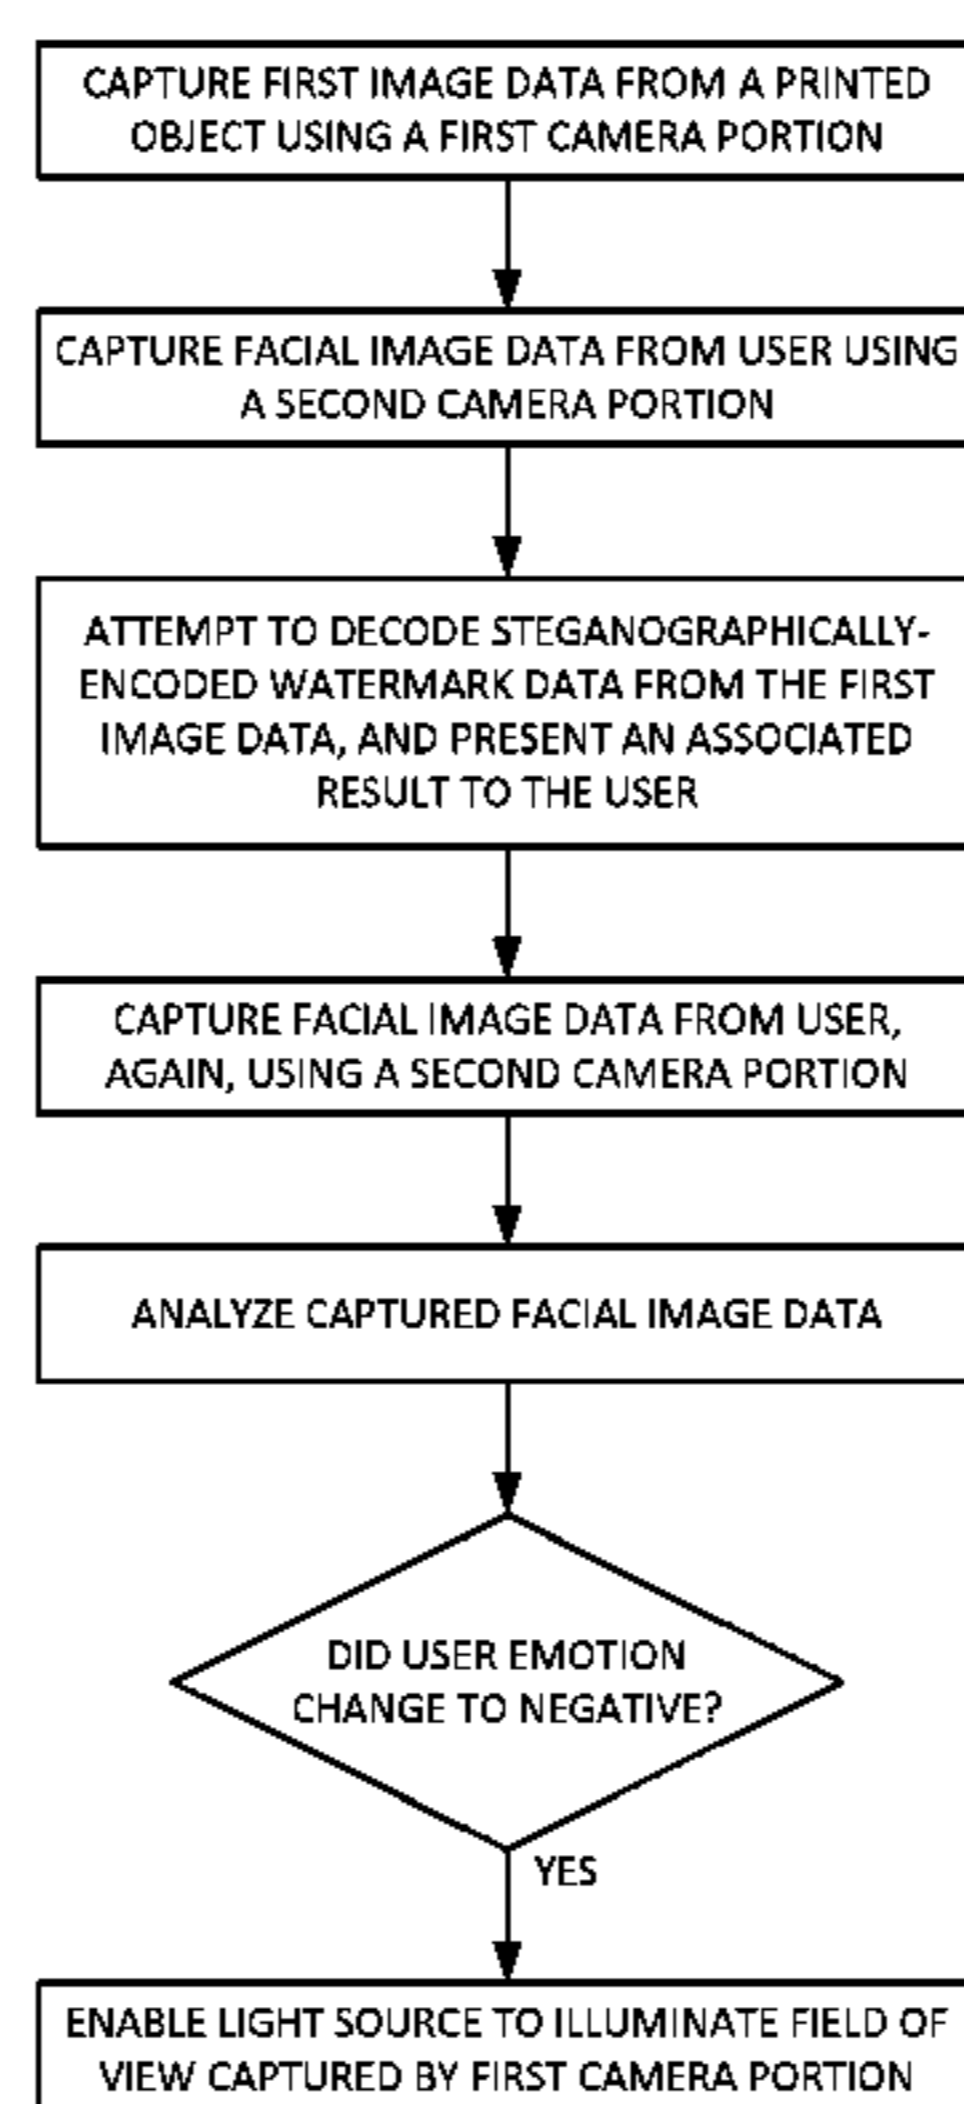 CAPTURE FIRST IMAGE DATA FROM A PRINTED
OBJECT USING A FIRST CAMERA PORTION
CAPTURE FACIAL IMAGE DATA FROM USER USING
A SECOND CAMERA PORTION
ATTEMPT TO DECODE STEGANOGRAPHICALLY-
ENCODED WATERMARK DATA FROM THE FIRST
IMAGE DATA, AND PRESENT AN ASSOCIATED
RESULT TO THE USER
CAPTURE FACIAL IMAGE DATA FROM USER,
AGAIN, USING A SECOND CAMERA PORTION
ANALYZE CAPTURED FACIAL IMAGE DATA
DID USER EMOTION
CHANGE TO NEGATIVE?
YES
ENABLE LIGHT SOURCE TO ILLUMINATE FIELD OF
VIEW CAPTURED BY FIRST CAMERA PORTION